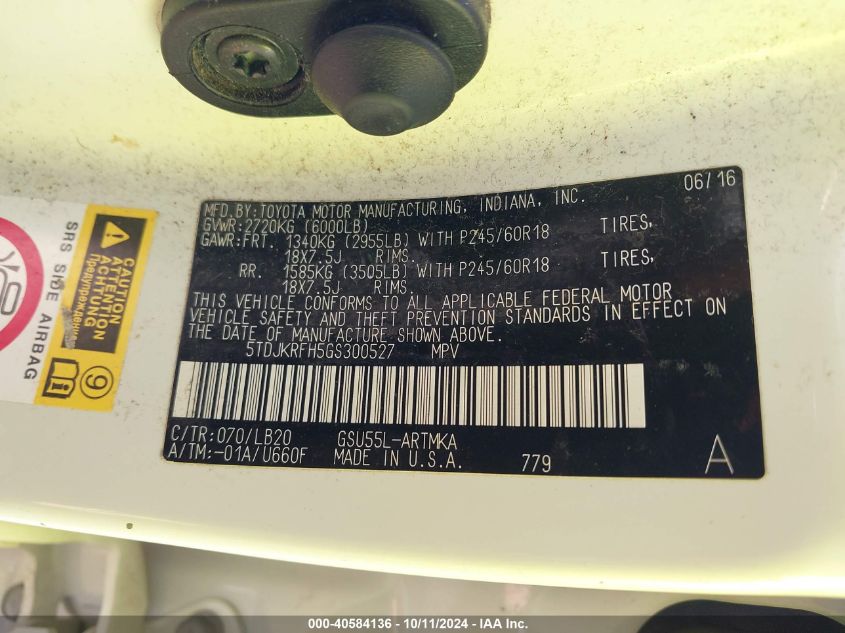 MFD.BY:TOYOTA MOTOR MANUFACTURING, INDIANA, INC. 06/16
GVWR:2720KG (6000LB)
GAWR:FRT. 1340KG (2955LB) WITH P245/60R18 TIRES,
18X7.5J RIMS.
RR. 1585KG (3505LB) WITH P245/60R18 TIRES,
18X7.5J RIMS.
THIS VEHICLE CONFORMS TO ALL APPLICABLE FEDERAL MOTOR
VEHICLE SAFETY AND THEFT PREVENTION STANDARDS IN EFFECT ON
THE DATE OF MANUFACTURE SHOWN ABOVE.
5TDJKRFH5GS300527 MPV
C/TR:070/LB20 GSU55L-ARTMKA
A/TM:-01A/U660F MADE IN U.S.A. 779 A
SRS SIDE AIRBAG
CAUTION
ATTENTION
ACHTUNG
Предупреждение
9
000-40584136 - 10/11/2024 - IAA Inc.